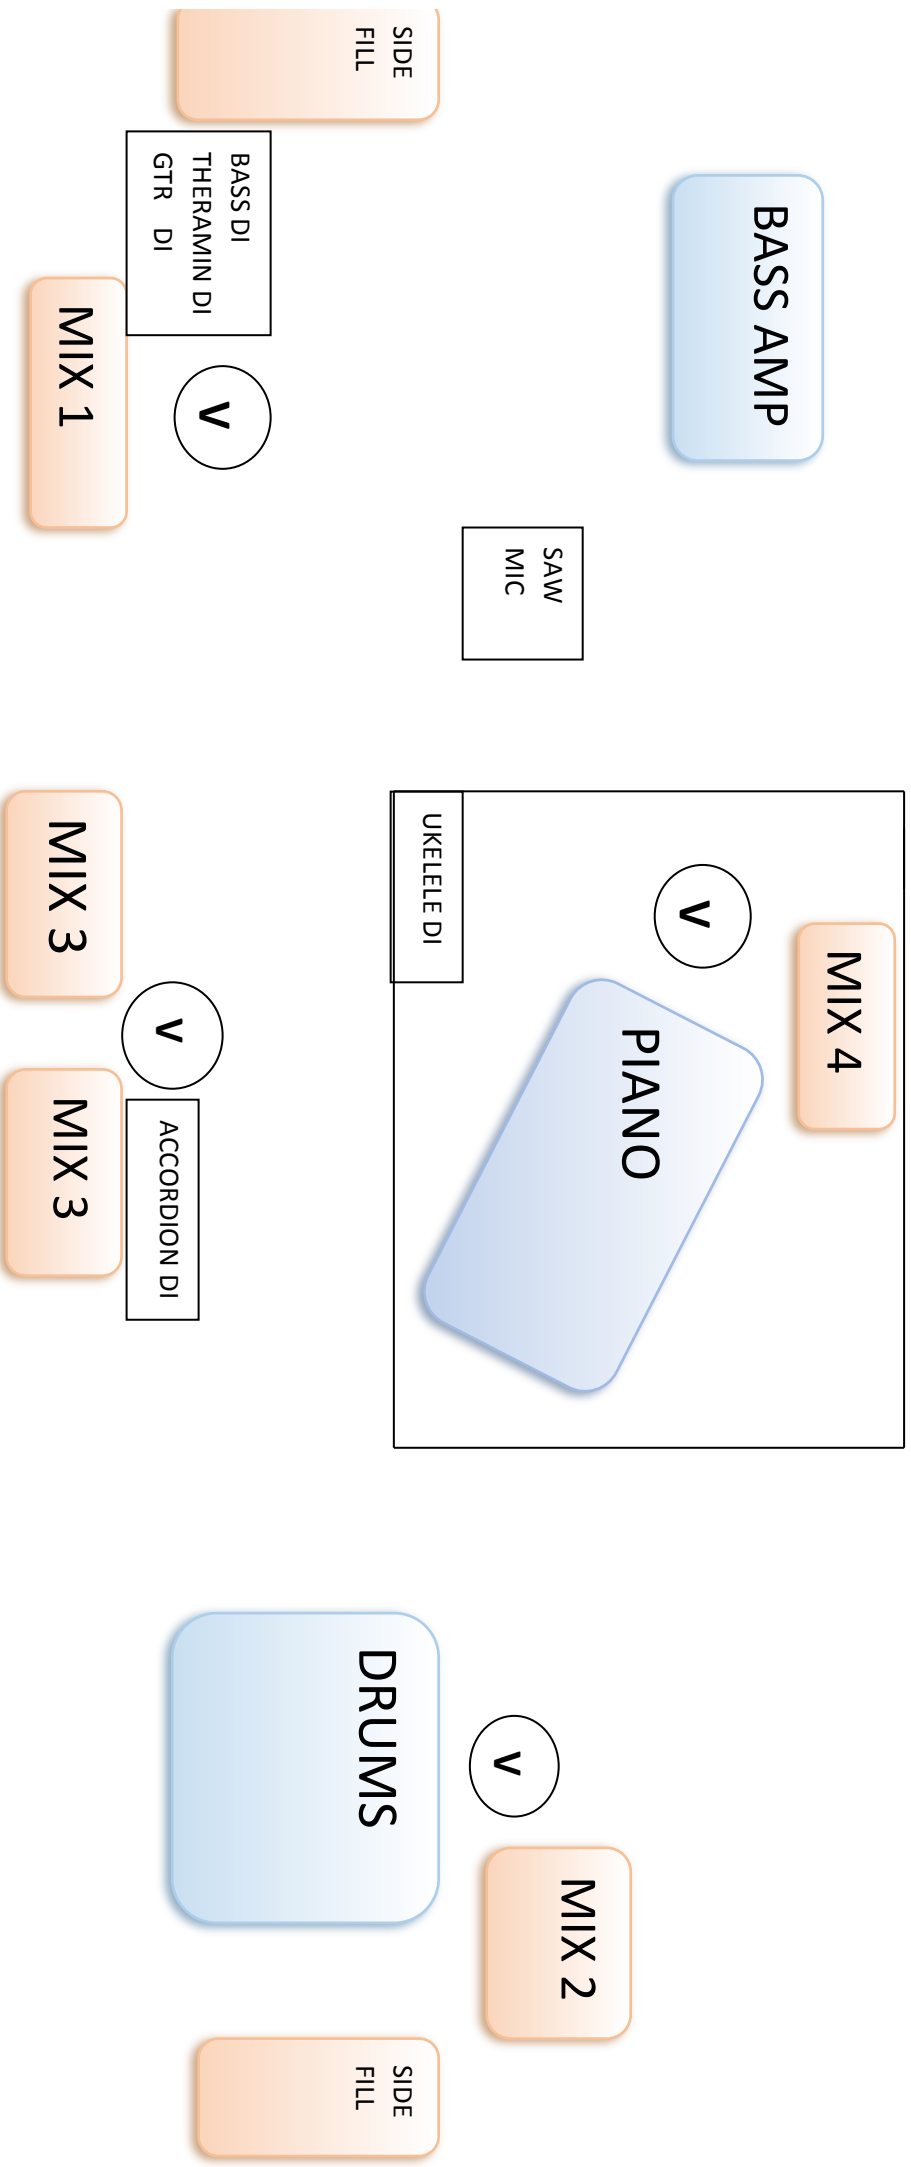 MIX 4
BASS AMP
V
PIANO
MIX 2
SAW
MIC
V
UKELELE DI
SIDE
FILL
DRUMS
SIDE
FILL
BASS DI
THERAMIN DI
GTR DI
V
V
ACCORDION DI
MIX 1
MIX 3
MIX 3